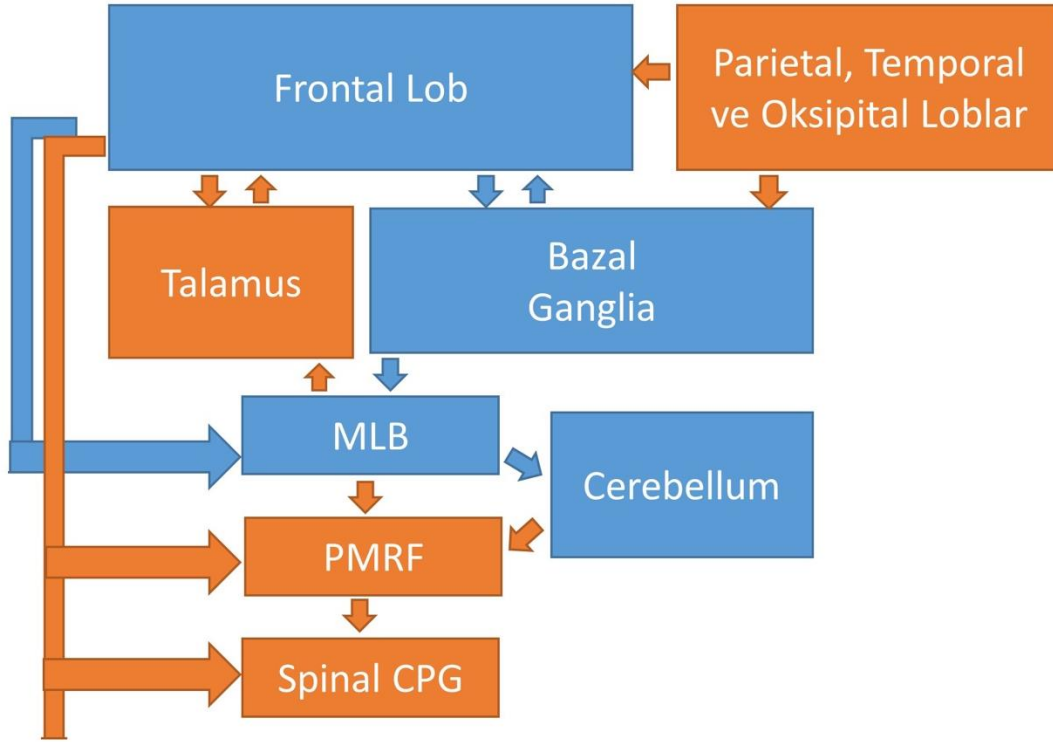 Frontal Lob
Parietal, Temporal
ve Oksipital Loblar
Talamus
Bazal
Ganglia
MLB
Cerebellum
PMRF
Spinal CPG